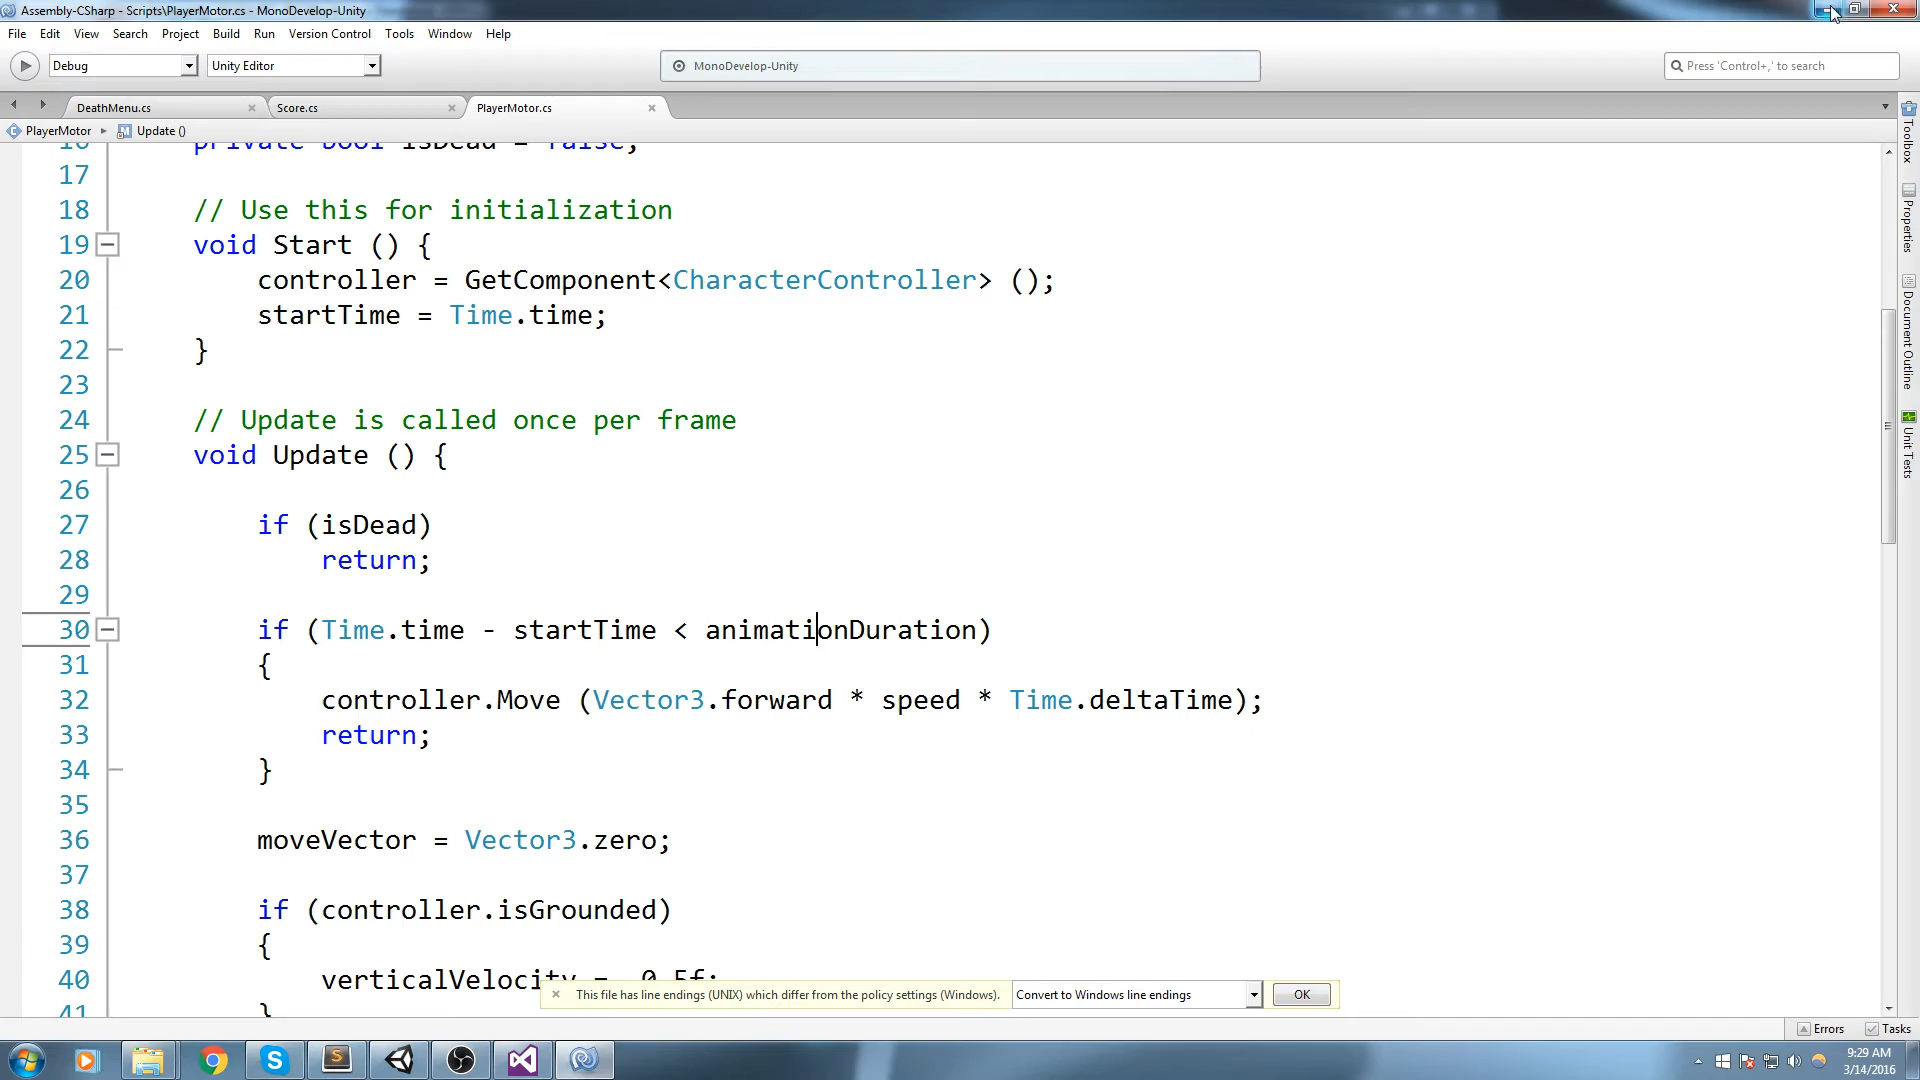 Assembly-CSharp - Scripts\PlayerMotor.cs - MonoDevelop-Unity
File Edit View Search Project Build Run Version Control Tools Window Help
Debug Unity Editor MonoDevelop-Unity Press 'Control+,' to search
DeathMenu.cs Score.cs PlayerMotor.cs
PlayerMotor Update ()
16 private bool isDead = false;
17
18 // Use this for initialization
19 void Start () {
20 controller = GetComponent<CharacterController> ();
21 startTime = Time.time;
22 }
23
24 // Update is called once per frame
25 void Update () {
26
27 if (isDead)
28 return;
29
30 if (Time.time - startTime < animationDuration)
31 {
32 controller.Move (Vector3.forward * speed * Time.deltaTime);
33 return;
34 }
35
36 moveVector = Vector3.zero;
37
38 if (controller.isGrounded)
39 {
40 verticalVelocity = 0.5f;
41 }
This file has line endings (UNIX) which differ from the policy settings (Windows). Convert to Windows line endings OK
Toolbox
Properties
Document Outline
Unit Tests
Errors Tasks
9:29 AM
3/14/2016